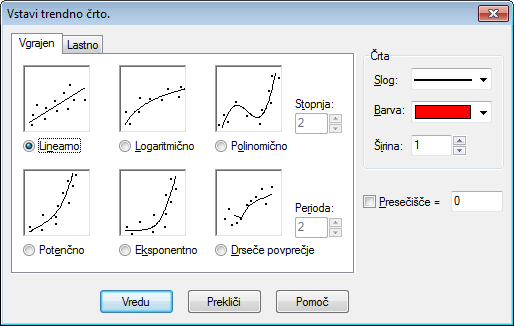 Vstavi trendno črto.
Vgrajen Lastno
Stopnja:
2
Linearno Logaritmično Polinomično
Perioda:
2
Potenčno Eksponentno Drseče povprečje
Črta
Slog:
Barva:
Širina: 1
Presečišče = 0
Vredu Prekliči Pomoč